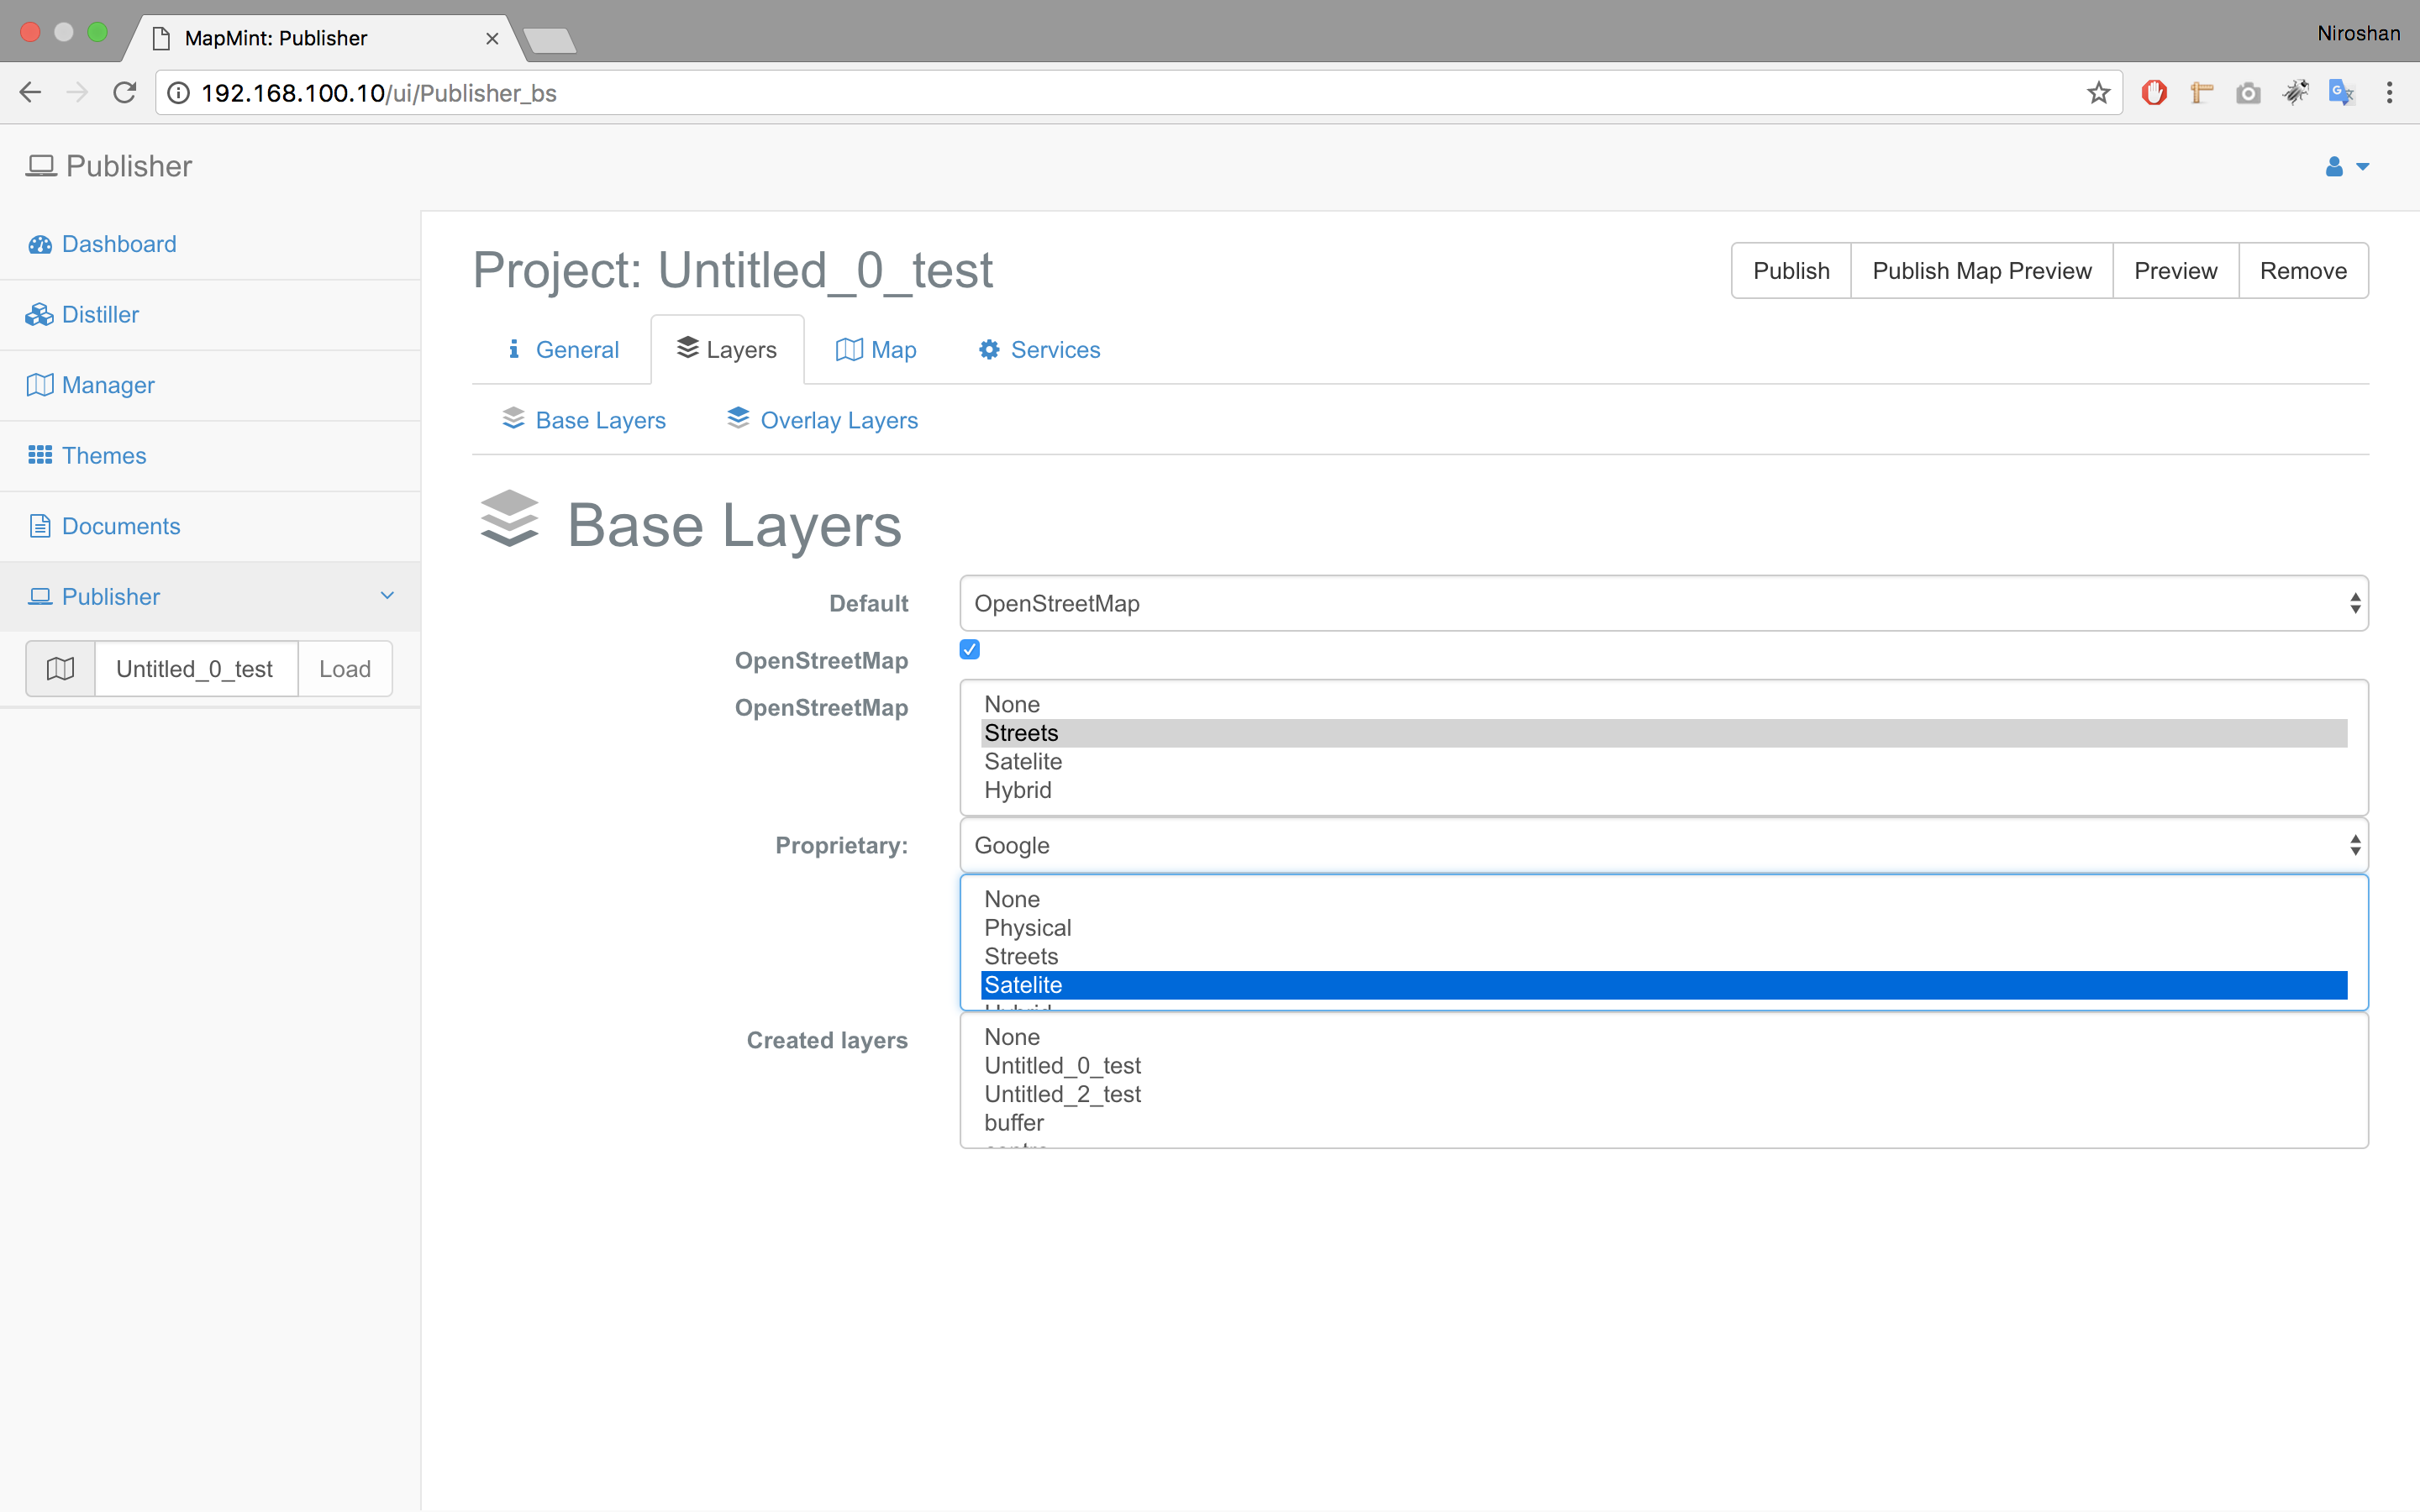 MapMint: Publisher
Niroshan
192.168.100.10/ui/Publisher_bs
Publisher
Dashboard
Distiller
Manager
Themes
Documents
Publisher
Untitled_0_test Load
Project: Untitled_0_test
Publish Publish Map Preview Preview Remove
General Layers Map Services
Base Layers Overlay Layers
Base Layers
Default OpenStreetMap
OpenStreetMap
OpenStreetMap None
Streets
Satelite
Hybrid
Proprietary: Google
None
Physical
Streets
Satelite
Hybrid
Created layers None
Untitled_0_test
Untitled_2_test
buffer